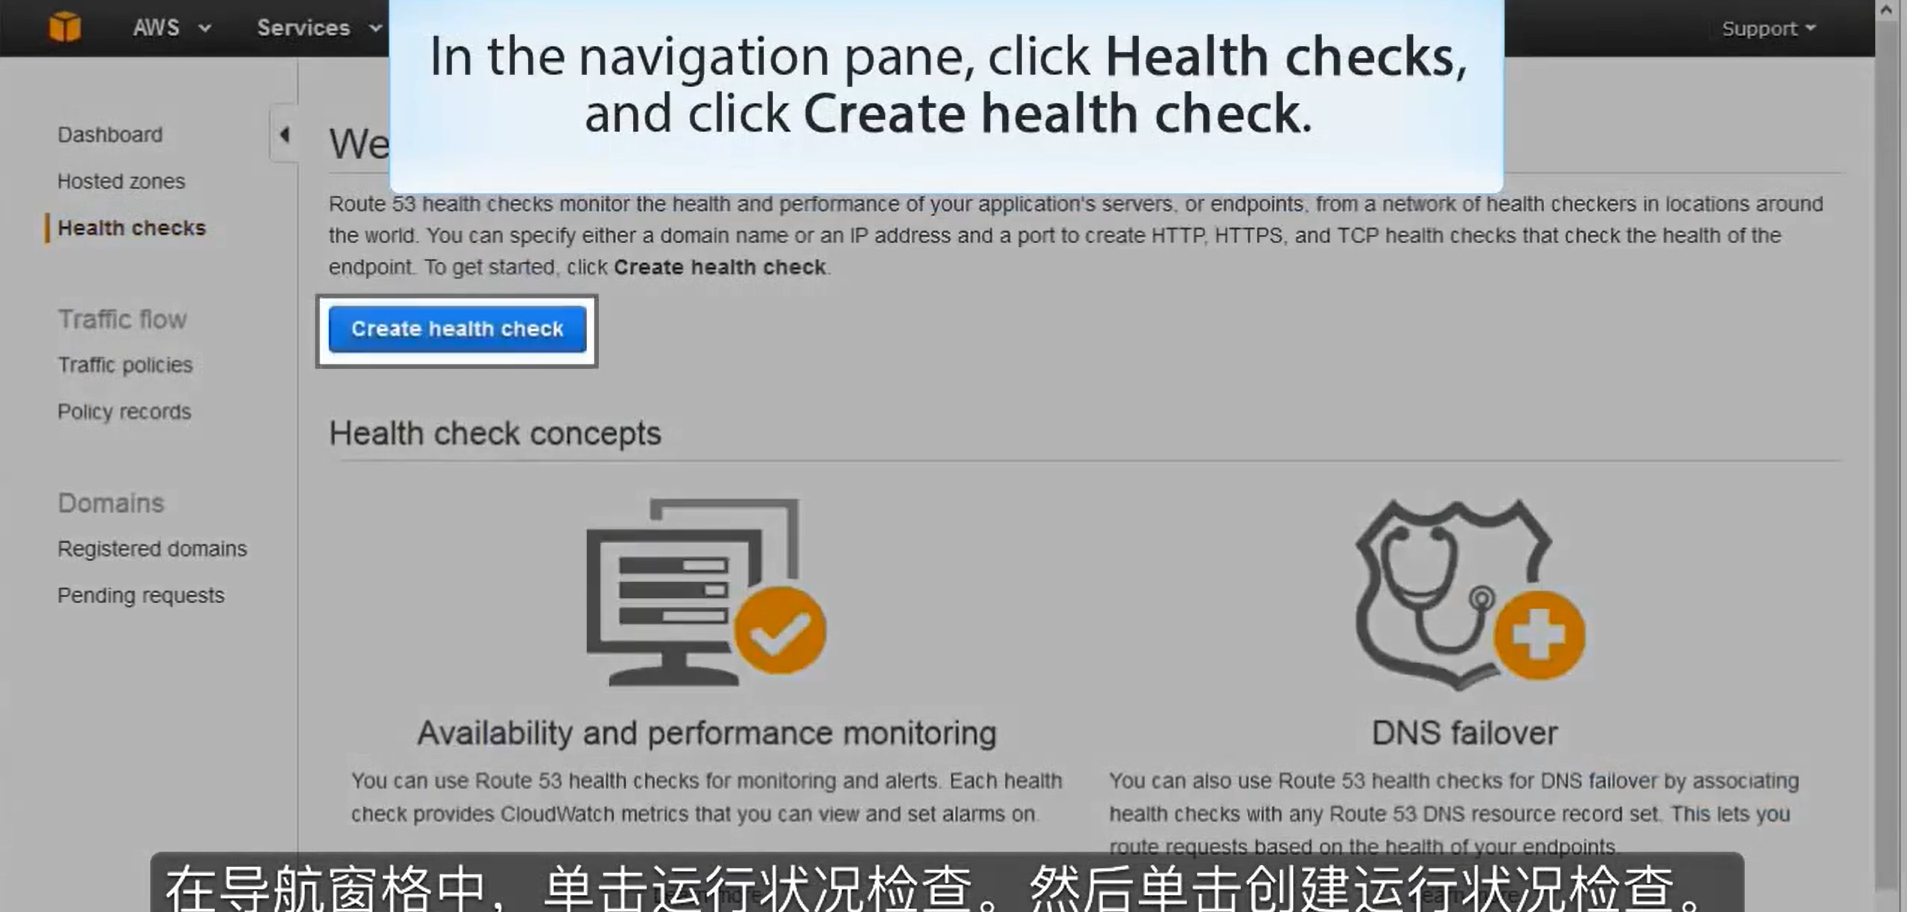 AWS
Services
Support
In the navigation pane, click Health checks,
and click Create health check.
Dashboard
Hosted zones
Health checks
Traffic flow
Traffic policies
Policy records
Domains
Registered domains
Pending requests
We
Route 53 health checks monitor the health and performance of your application's servers, or endpoints, from a network of health checkers in locations around
the world. You can specify either a domain name or an IP address and a port to create HTTP, HTTPS, and TCP health checks that check the health of the
endpoint. To get started, click Create health check.
Create health check
Health check concepts
Availability and performance monitoring
You can use Route 53 health checks for monitoring and alerts. Each health
check provides CloudWatch metrics that you can view and set alarms on.
DNS failover
You can also use Route 53 health checks for DNS failover by associating
health checks with any Route 53 DNS resource record set. This lets you
route requests based on the health of your endpoints.
在导航窗格中，单击运行状况检查。然后单击创建运行状况检查。